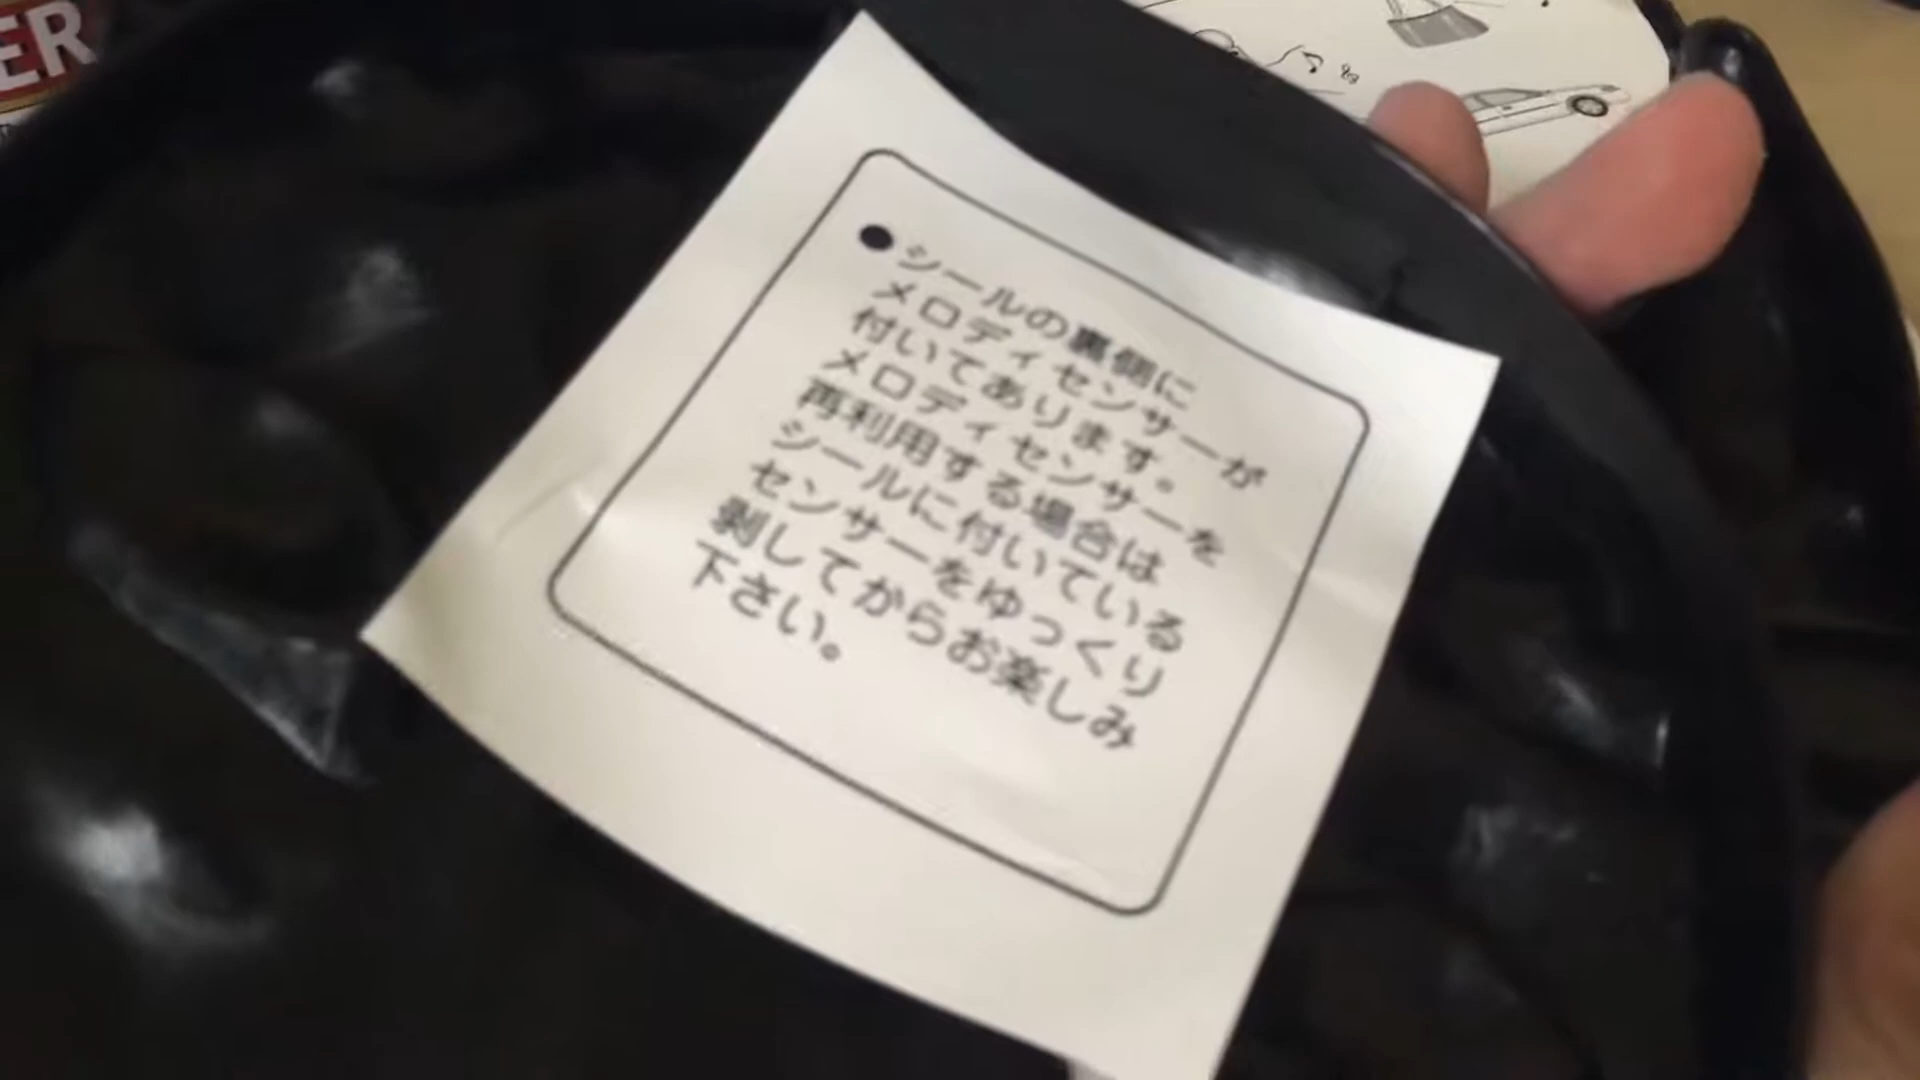 ER
●シールの裏側に
メロディセンサーが
付いてあります。
メロディセンサーを
再利用する場合は
シールに付いている
センサーをゆっくり
剥してからお楽しみ
下さい。